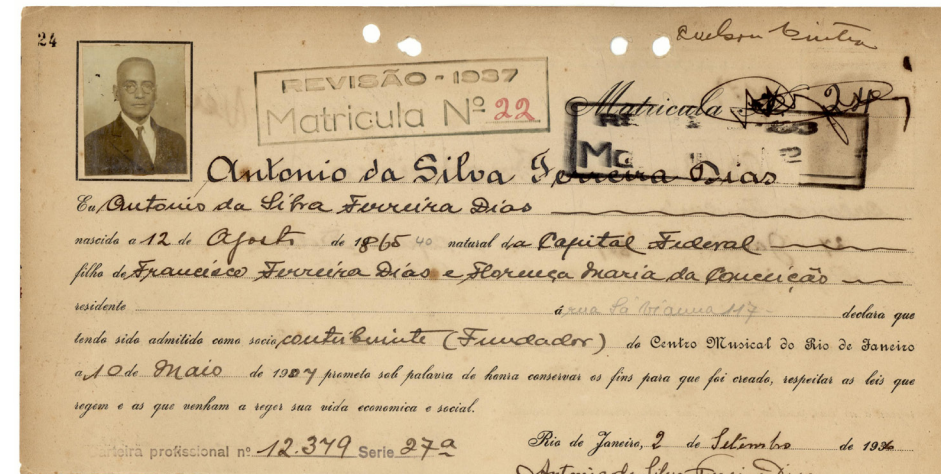 24
REVISÃO - 1937
Matricula Nº 22
Matricula
Antonio da Silva Ferreira Dias
Eu, Antonio da Silva Ferreira Dias
nascido a 12 de Agosto de 1865 natural da Capital Federal
filho de Francisco Ferreira Dias e Florença Maria da Conceição
residente á rua Sá Vianna 117 declara que
tendo sido admitido como socio contribuinte (Fundador) do Centro Musical do Rio de Janeiro
a 10 de Maio de 1907 prometo sob palavra de honra conservar os fins para que foi creado, respeitar as leis que
regem e as que venham a reger sua vida economica e social.
Carteira profissional nº 12.379 Serie 27ª
Rio de Janeiro, 2 de Setembro de 1936